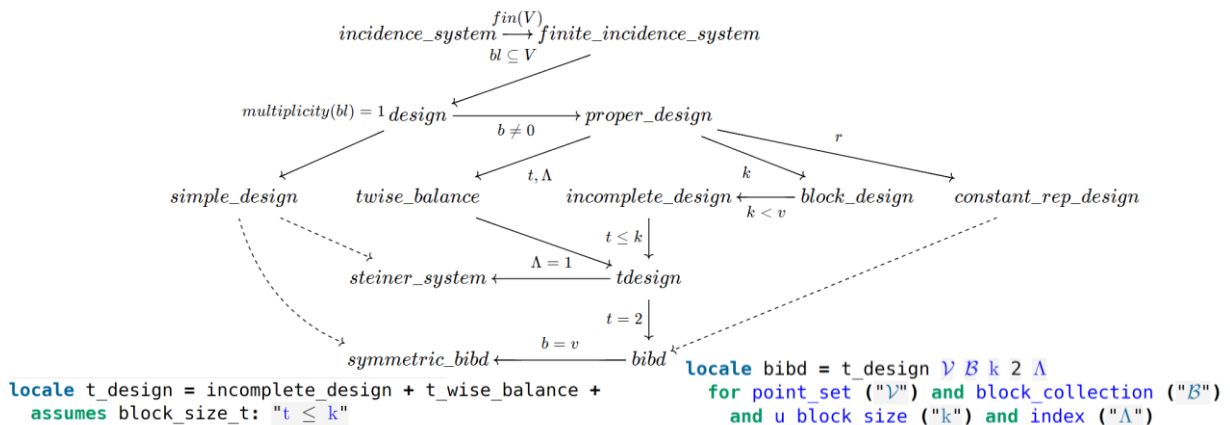 fin(V)
incidence_system → finite_incidence_system
bl ⊆ V
multiplicity(bl) = 1 design → proper_design
b ≠ 0
r
t, Λ
k
simple_design twise_balance incomplete_design ← block_design constant_rep_design
k < v
t ≤ k
Λ = 1
steiner_system ← tdesign
t = 2
b = v
symmetric_bibd ← bibd
locale t_design = incomplete_design + t_wise_balance +
assumes block_size_t: "t ≤ k"
locale bibd = t_design 𝒱 ℬ k 2 Λ
for point_set ("𝒱") and block_collection ("ℬ")
and u_block_size ("k") and index ("Λ")